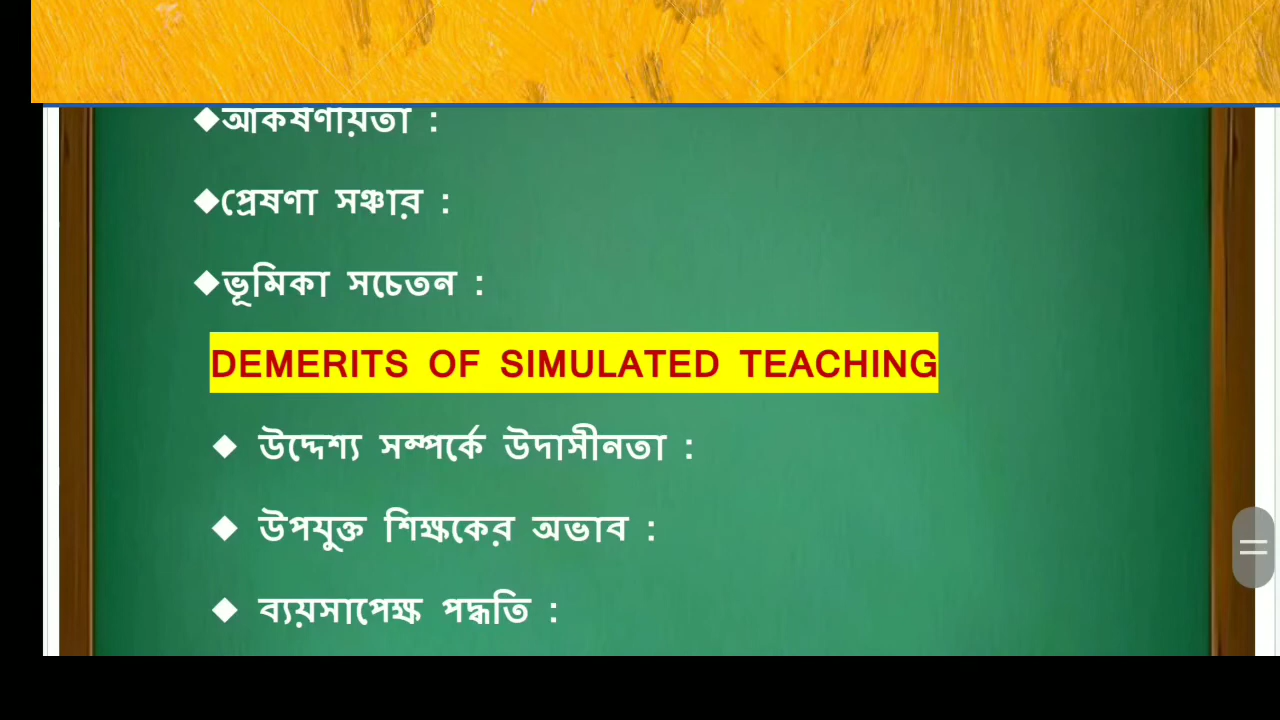 ◆আকর্ষণীয়তা :
◆প্রেষণা সঞ্চার :
◆ভূমিকা সচেতন :
DEMERITS OF SIMULATED TEACHING
◆ উদ্দেশ্য সম্পর্কে উদাসীনতা :
◆ উপযুক্ত শিক্ষকের অভাব :
◆ ব্যয়সাপেক্ষ পদ্ধতি :